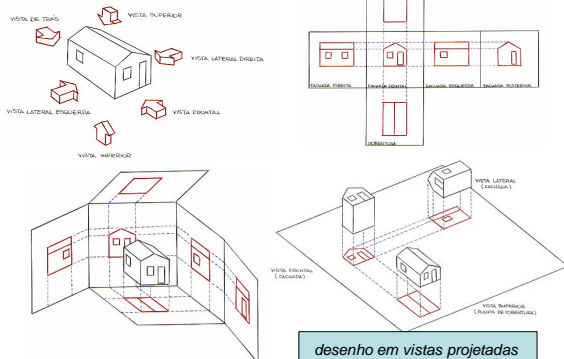 VISTA SUPERIOR
VISTA DE TRÁS
VISTA LATERAL DIREITA
VISTA LATERAL ESQUERDA
VISTA FRONTAL
VISTA INFERIOR
FACHADA DIREITA
FACHADA FRONTAL
FACHADA ESQUERDA
FACHADA POSTERIOR
COBERTURA
VISTA LATERAL
(FACHADA)
VISTA FRONTAL
(FACHADA)
VISTA SUPERIOR
(PLANTA DE COBERTURA)
desenho em vistas projetadas